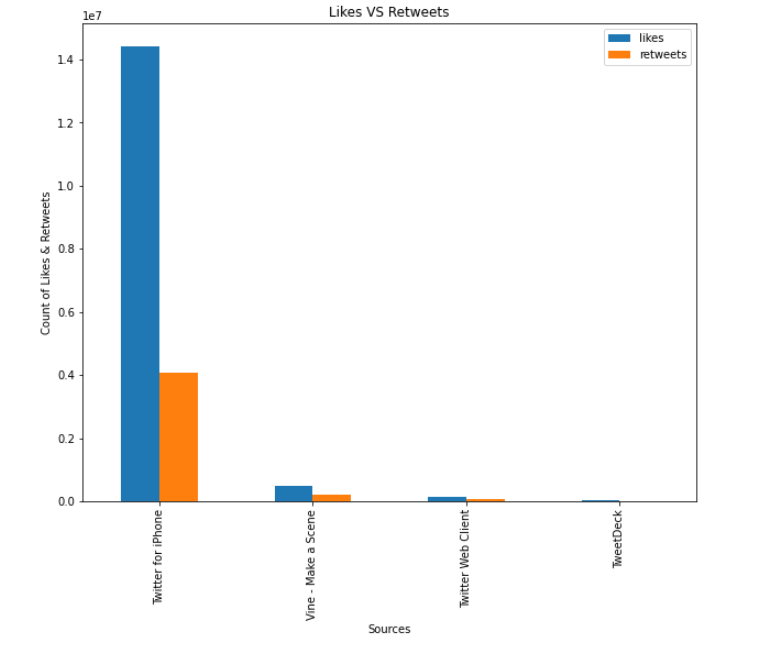 Likes VS Retweets
1e7
likes
retweets
1.4
1.2
1.0
0.8
0.6
0.4
0.2
0.0
Count of Likes & Retweets
Twitter for iPhone
Vine - Make a Scene
Twitter Web Client
TweetDeck
Sources